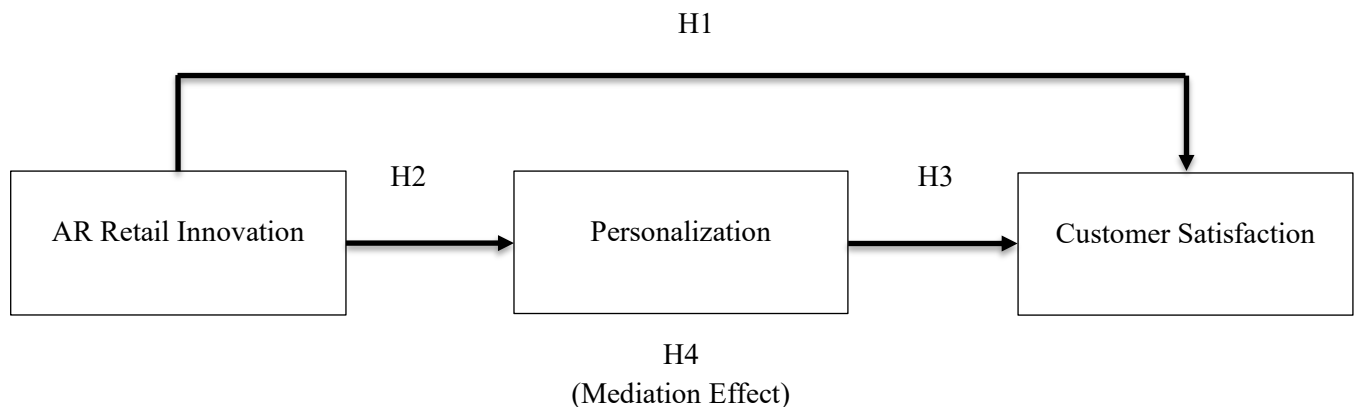 H1
H2
H3
AR Retail Innovation
Personalization
Customer Satisfaction
H4
(Mediation Effect)